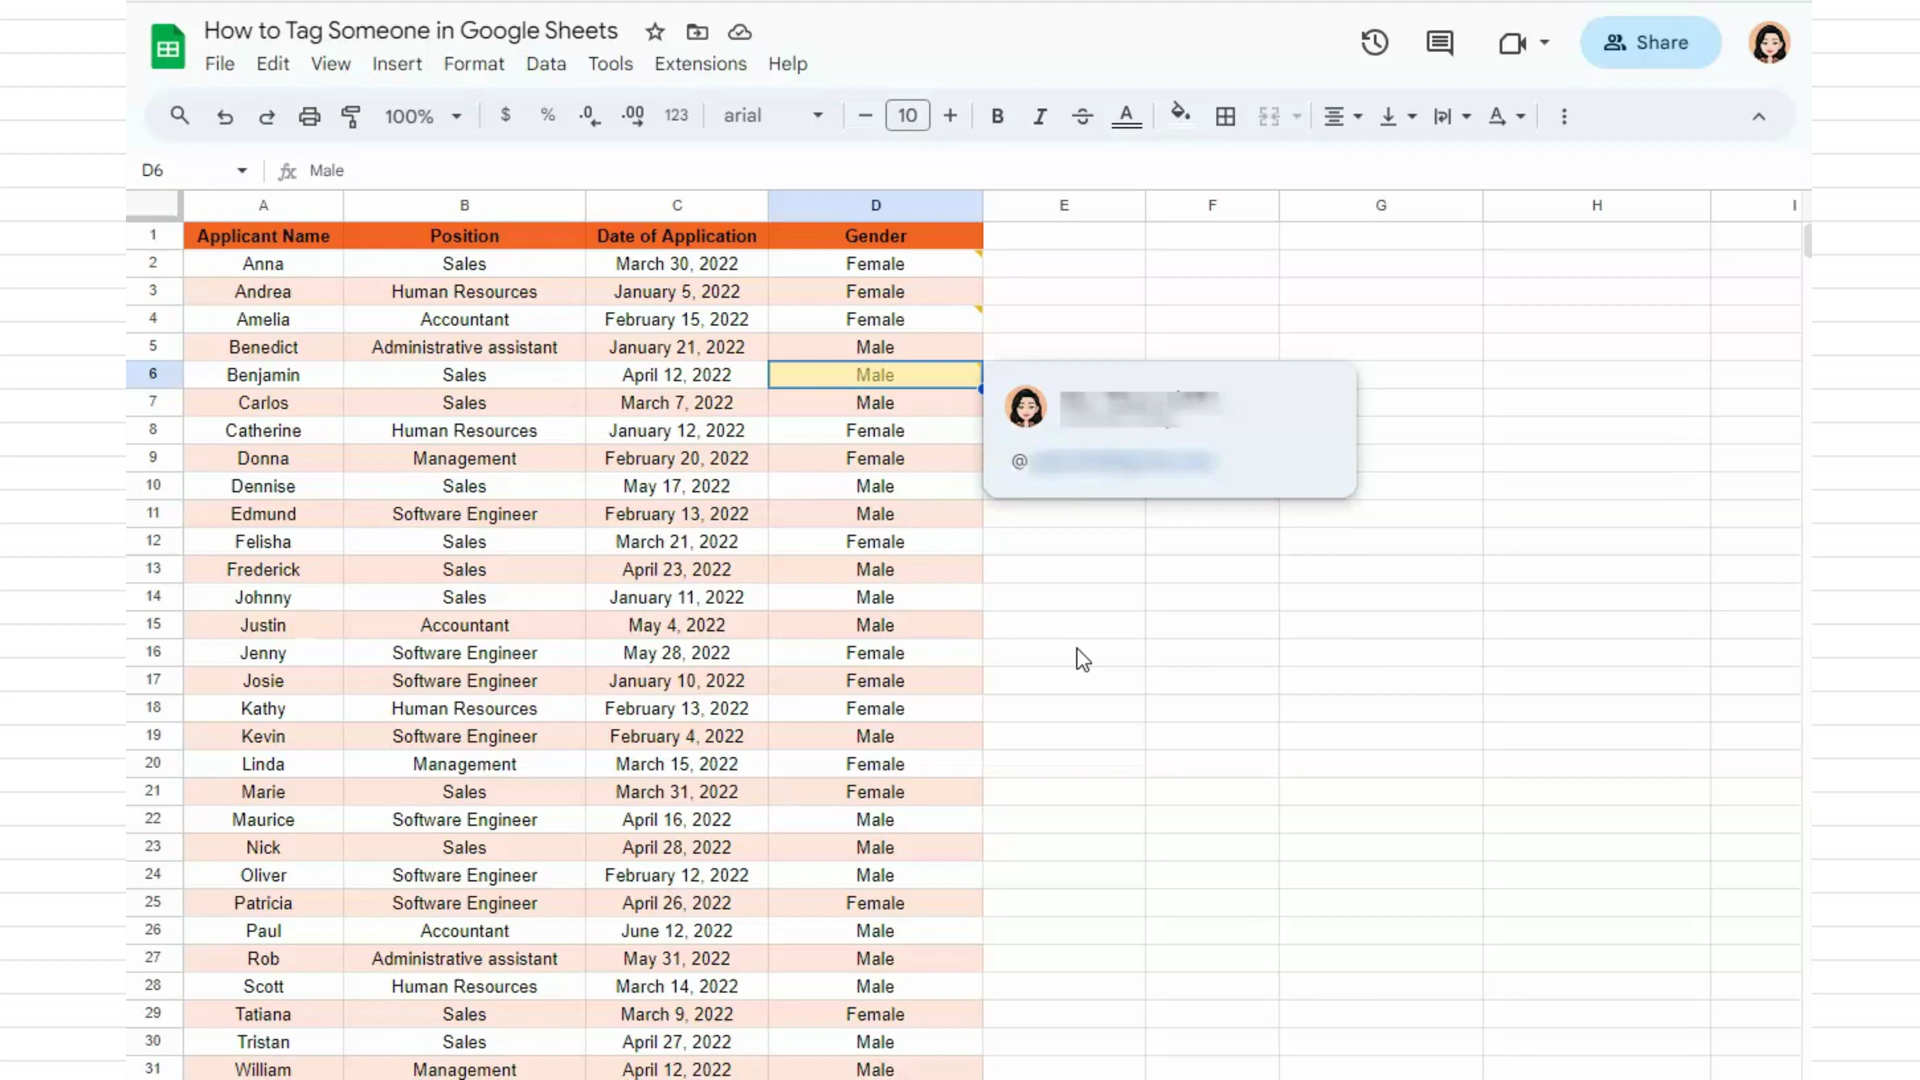 How to Tag Someone in Google Sheets
File Edit View Insert Format Data Tools Extensions Help
Share
100% $ % .0 .00 123 arial 10 B I A
D6 fx Male
A B C D E F G H I
1 Applicant Name Position Date of Application Gender
2 Anna Sales March 30, 2022 Female
3 Andrea Human Resources January 5, 2022 Female
4 Amelia Accountant February 15, 2022 Female
5 Benedict Administrative assistant January 21, 2022 Male
6 Benjamin Sales April 12, 2022 Male
7 Carlos Sales March 7, 2022 Male
8 Catherine Human Resources January 12, 2022 Female
9 Donna Management February 20, 2022 Female
@
10 Dennise Sales May 17, 2022 Male
11 Edmund Software Engineer February 13, 2022 Male
12 Felisha Sales March 21, 2022 Female
13 Frederick Sales April 23, 2022 Male
14 Johnny Sales January 11, 2022 Male
15 Justin Accountant May 4, 2022 Male
16 Jenny Software Engineer May 28, 2022 Female
17 Josie Software Engineer January 10, 2022 Female
18 Kathy Human Resources February 13, 2022 Female
19 Kevin Software Engineer February 4, 2022 Male
20 Linda Management March 15, 2022 Female
21 Marie Sales March 31, 2022 Female
22 Maurice Software Engineer April 16, 2022 Male
23 Nick Sales April 28, 2022 Male
24 Oliver Software Engineer February 12, 2022 Male
25 Patricia Software Engineer April 26, 2022 Female
26 Paul Accountant June 12, 2022 Male
27 Rob Administrative assistant May 31, 2022 Male
28 Scott Human Resources March 14, 2022 Male
29 Tatiana Sales March 9, 2022 Female
30 Tristan Sales April 27, 2022 Male
31 William Management April 12, 2022 Male